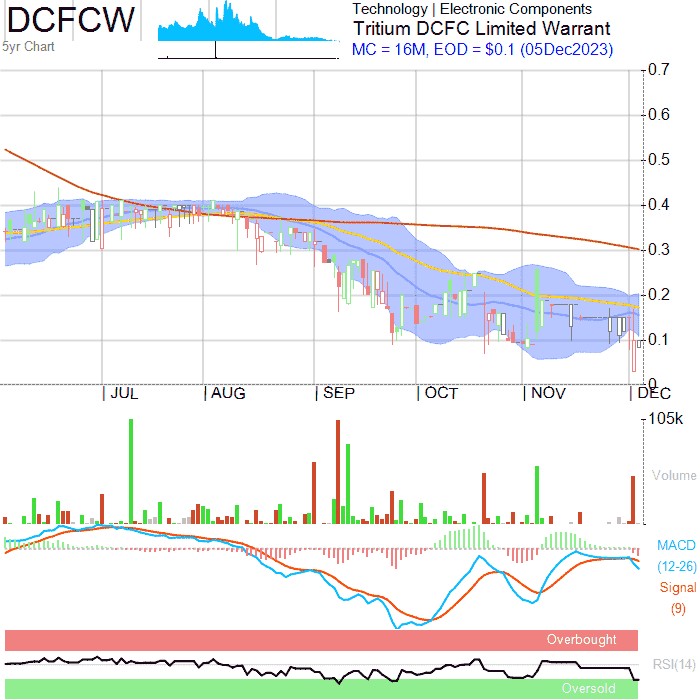 DCFCW
5yr Chart
Technology | Electronic Components
Tritium DCFC Limited Warrant
MC = 16M, EOD = $0.1 (05Dec2023)
0.7
0.6
0.5
0.4
0.3
0.2
0.1
0
JUL AUG SEP OCT NOV DEC
105k
Volume
MACD
(12-26)
Signal
(9)
Overbought
RSI(14)
Oversold